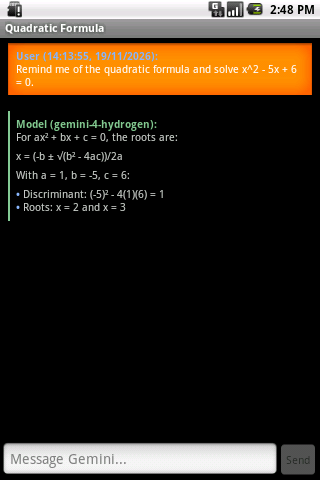 2:48 PM
Quadratic Formula
User (14:13:55, 19/11/2026):
Remind me of the quadratic formula and solve x^2 - 5x + 6
= 0.
Model (gemini-4-hydrogen):
For ax² + bx + c = 0, the roots are:
x = (-b ± √(b² - 4ac))/2a
With a = 1, b = -5, c = 6:
• Discriminant: (-5)² - 4(1)(6) = 1
• Roots: x = 2 and x = 3
Message Gemini...
Send